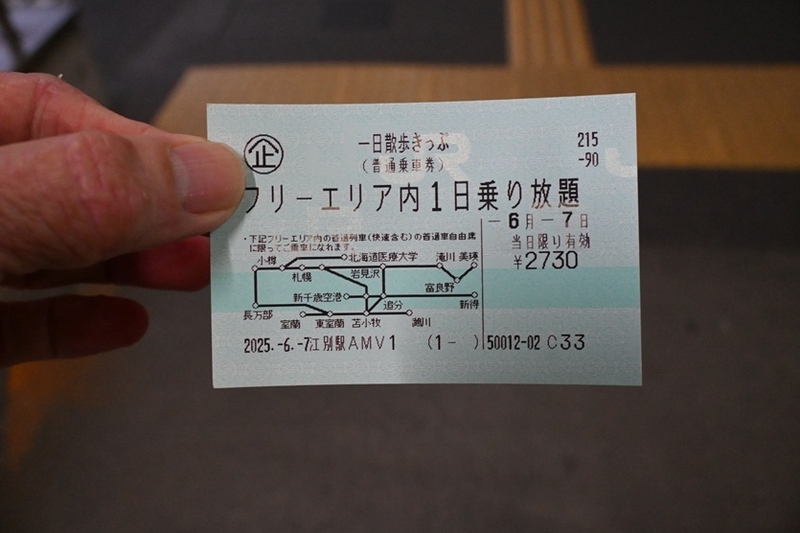 企
一日散歩きっぷ
215
(普通乗車券)
-90
フリーエリア内1日乗り放題
-6月-7日
・下記フリーエリア内の普通列車(快速含む)の普通車自由席
に限ってご乗車になれます。
当日限り有効
¥2730
小樽
北海道医療大学
滝川 美瑛
札幌
岩見沢
富良野
新千歳空港
追分
新得
長万部
室蘭
東室蘭
苫小牧
鵡川
2025.-6.-7江別駅AMV1
(1- )
50012-02
C33